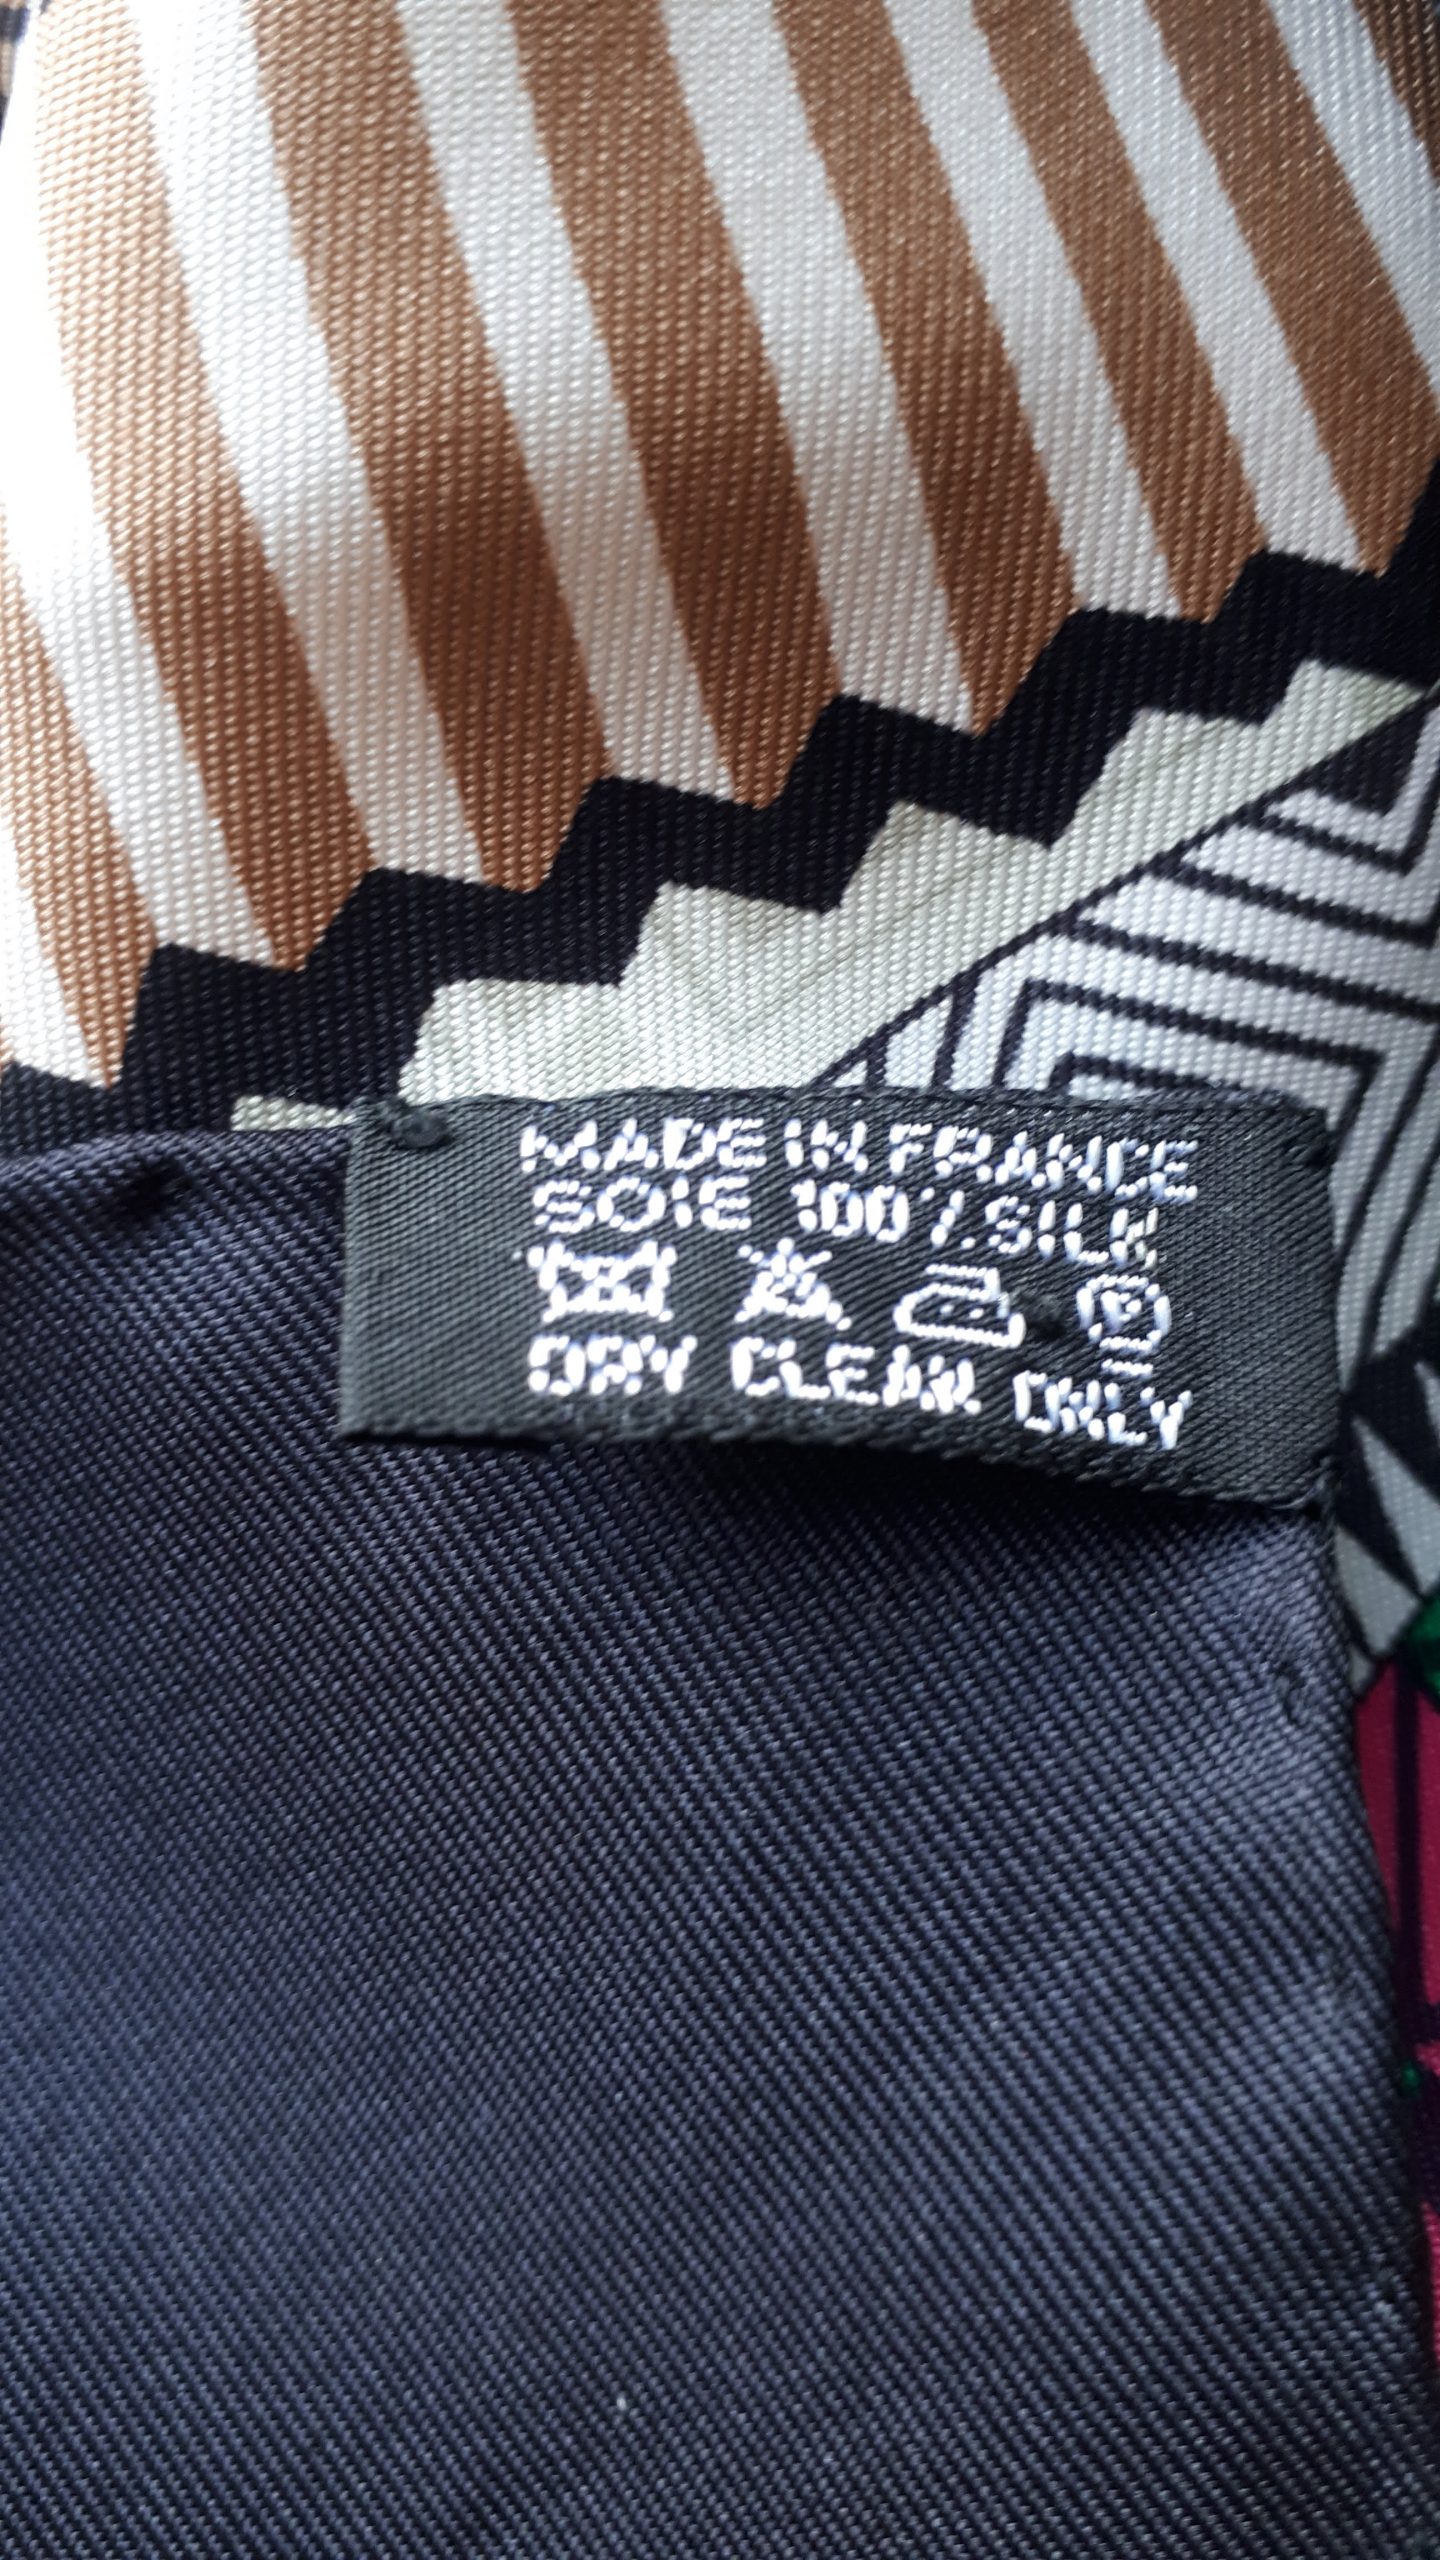 MADE IN FRANCE
SOIE 100% SILK
P
DRY CLEAN ONLY